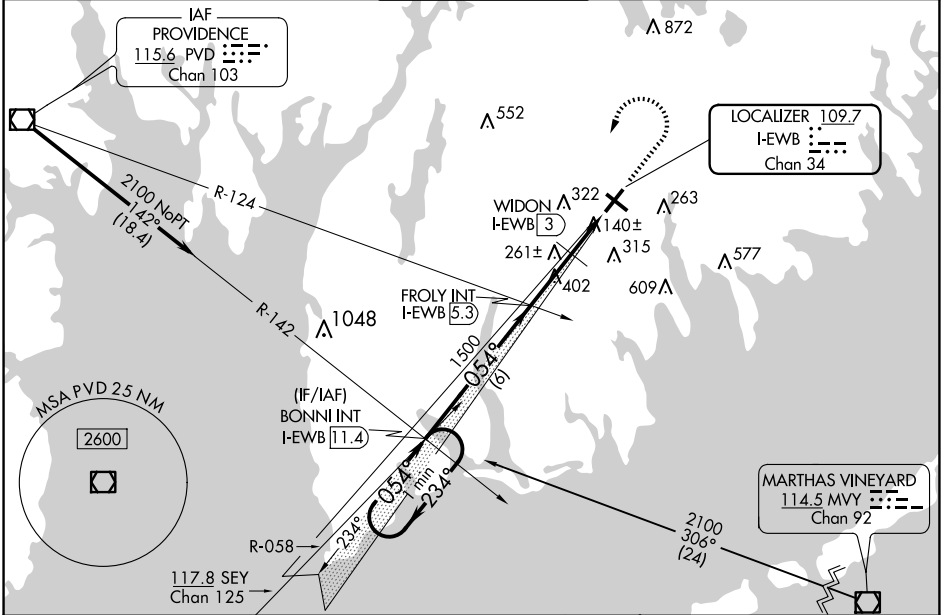 IAF
PROVIDENCE
115.6 PVD
Chan 103
872
552
LOCALIZER 109.7
I-EWB
Chan 34
2100 NoPT
142°
(18.4)
R-124
WIDON
I-EWB 3
322
263
140±
261±
315
577
402
609
FROLY INT
I-EWB 5.3
R-142
1048
1500
054°
(6)
MSA PVD 25 NM
2600
(IF/IAF)
BONNI INT
I-EWB 11.4
054°
1 min
234°
234°
R-058
117.8 SEY
Chan 125
2100
306°
(24)
MARTHAS VINEYARD
114.5 MVY
Chan 92